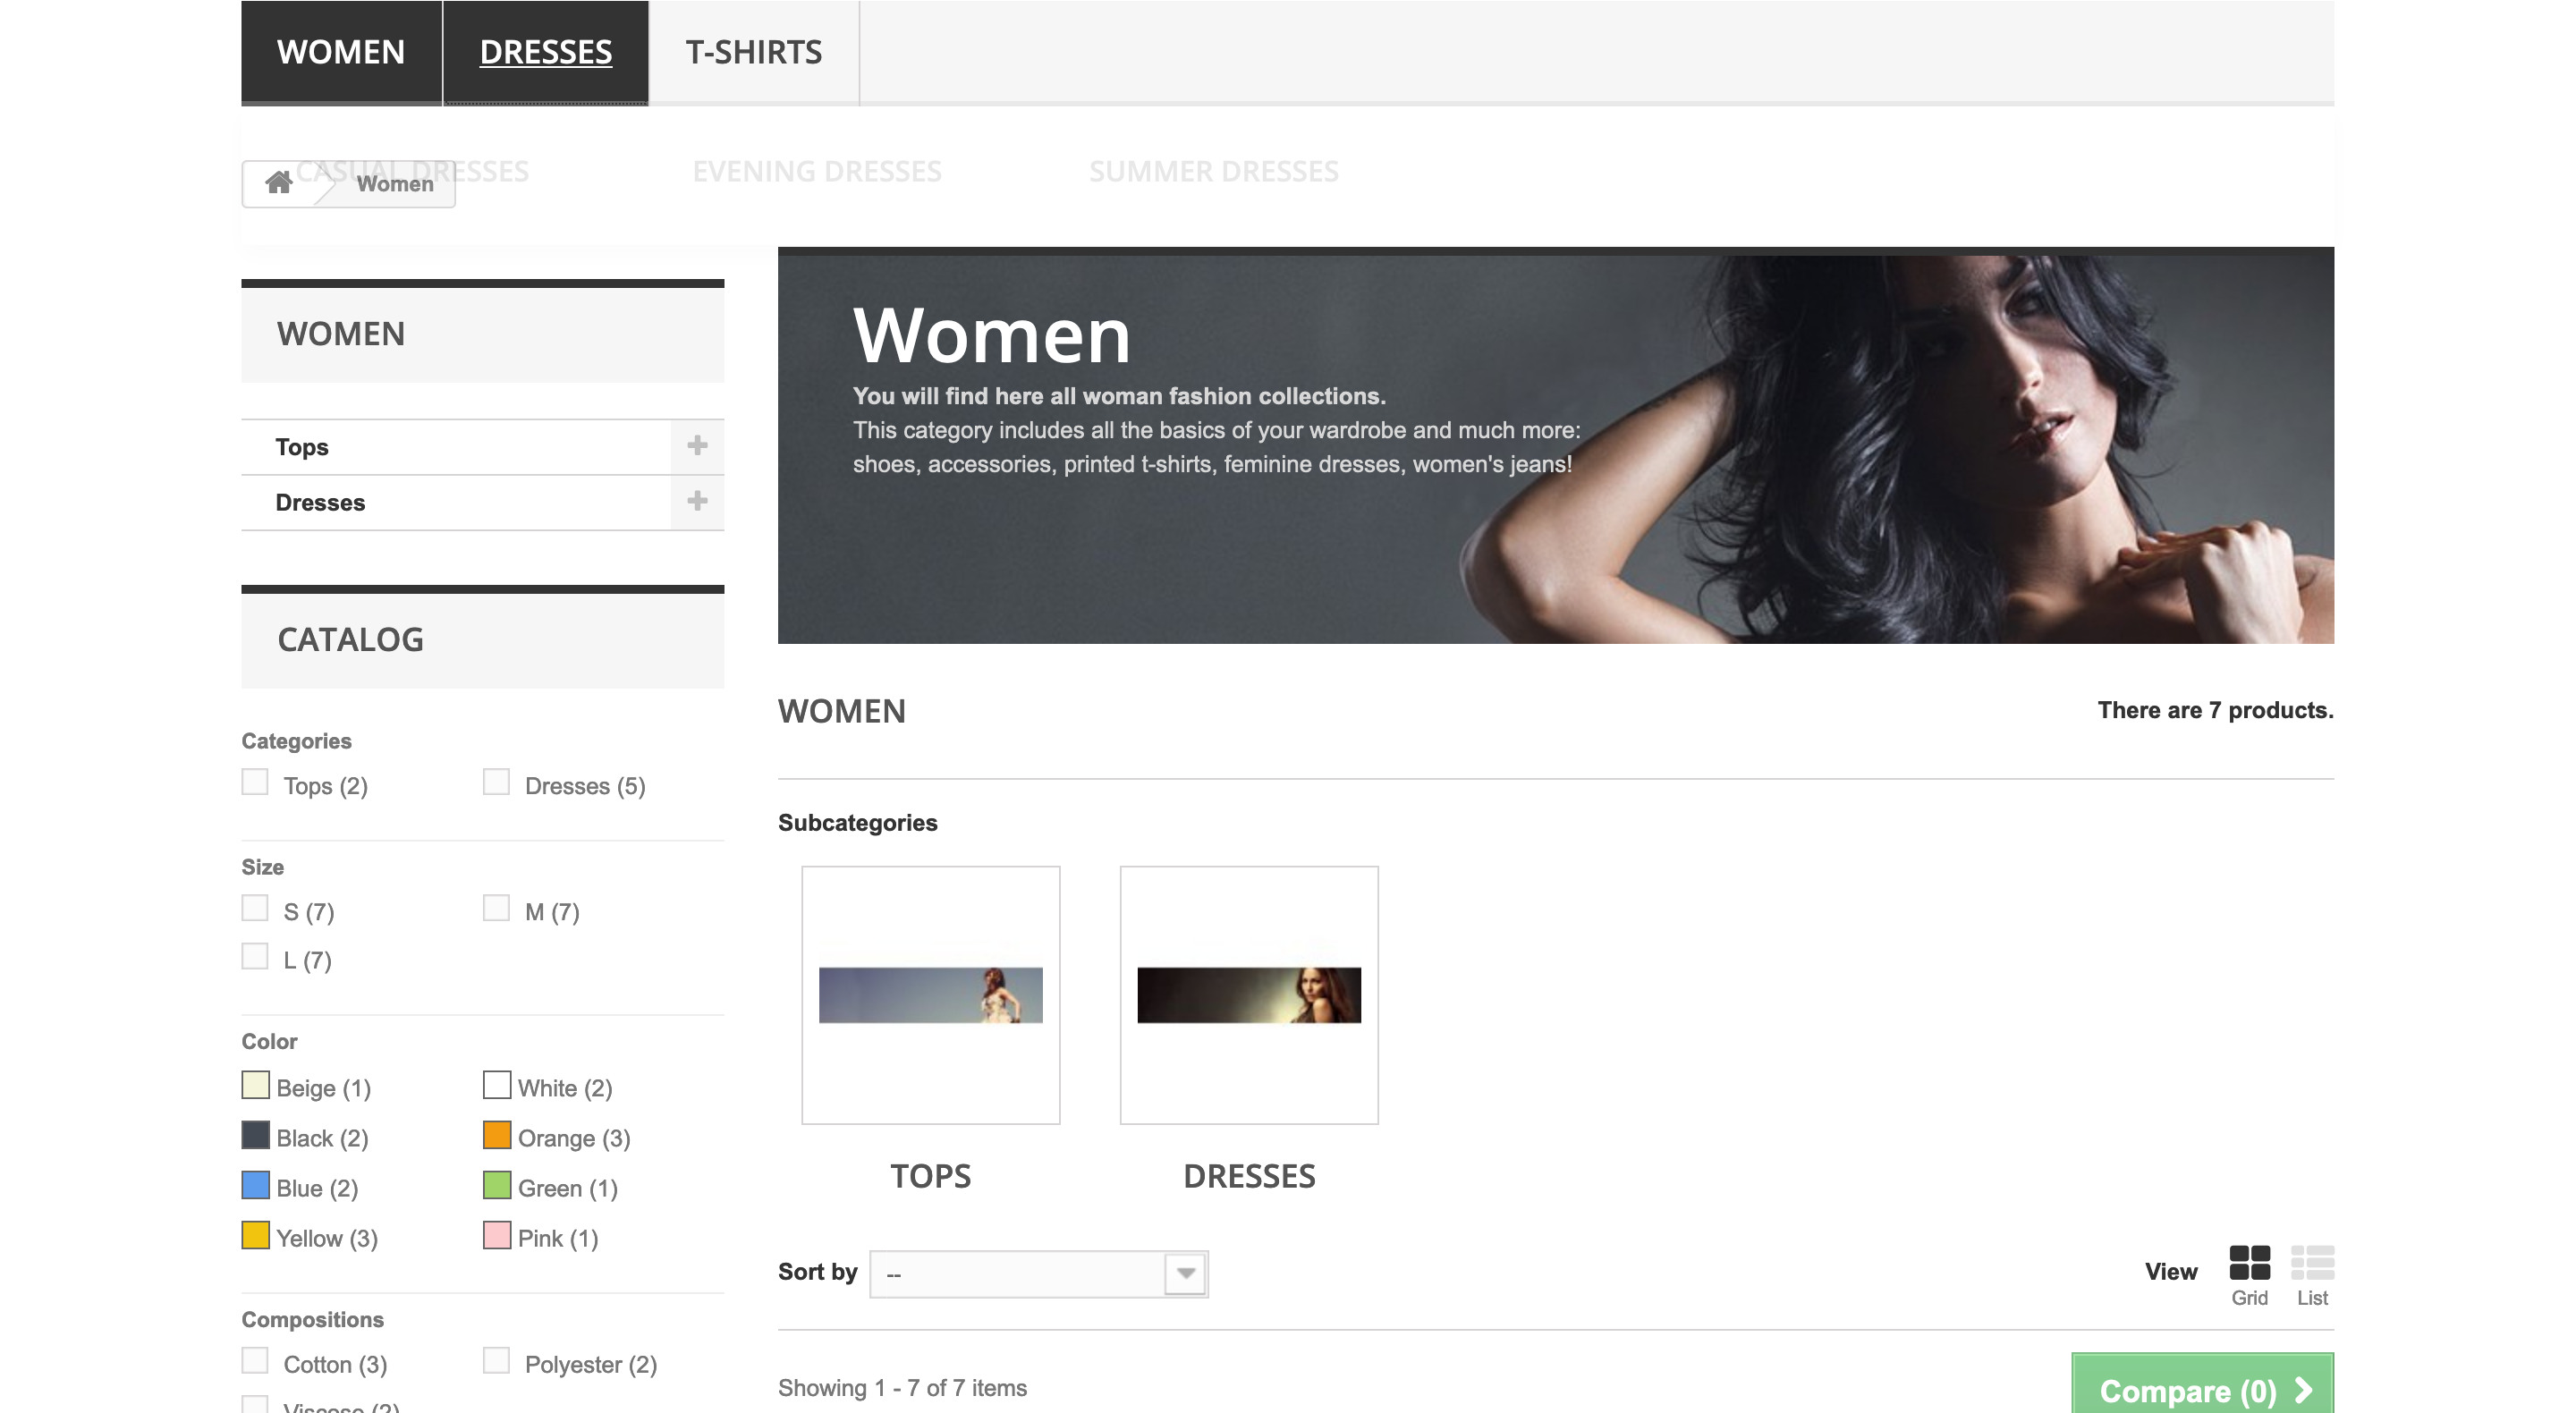 WOMEN DRESSES T-SHIRTS
CASUAL DRESSES EVENING DRESSES SUMMER DRESSES
Women
WOMEN
Tops
Dresses
Women
You will find here all woman fashion collections.
This category includes all the basics of your wardrobe and much more:
shoes, accessories, printed t-shirts, feminine dresses, women's jeans!
CATALOG
Categories
Tops (2) Dresses (5)
Size
S (7) M (7)
L (7)
Color
Beige (1) White (2)
Black (2) Orange (3)
Blue (2) Green (1)
Yellow (3) Pink (1)
Compositions
Cotton (3) Polyester (2)
Viscose (2)
WOMEN There are 7 products.
Subcategories
TOPS DRESSES
Sort by -- View
Grid List
Showing 1 - 7 of 7 items Compare (0)